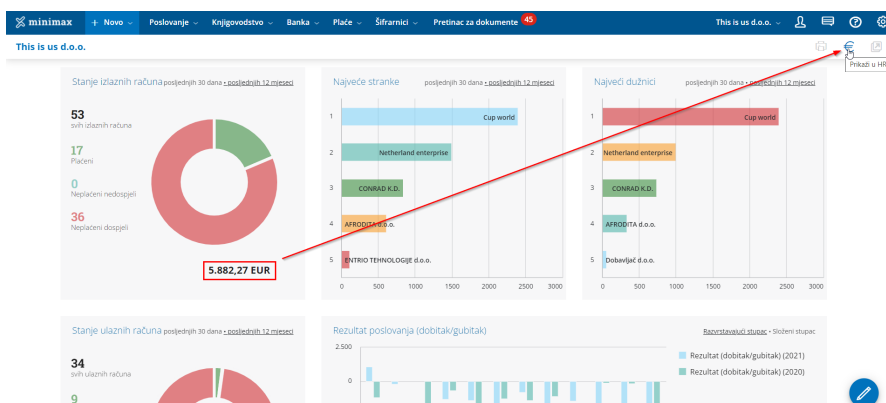 minimax
+ Novo
Poslovanje
Knjigovodstvo
Banka
Plaće
Šifrarnici
Pretinac za dokumente 45
This is us d.o.o.
This is us d.o.o.
Prikaži u HR
Stanje izlaznih računa posljednjih 30 dana • posljednjih 12 mjeseci
53
svih izlaznih računa
17
Plaćeni
0
Neplaćeni nedospjeli
36
Neplaćeni dospjeli
5.882,27 EUR
Najveće stranke posljednjih 30 dana • posljednjih 12 mjeseci
1 Cup world
2 Netherland enterprise
3 CONRAD K.D.
4 AFRODITA d.o.o.
5 ENTRIO TEHNOLOGIJE d.o.o.
0 500 1000 1500 2000 2500 3000
Najveći dužnici posljednjih 30 dana • posljednjih 12 mjeseci
1 Cup world
2 Netherland enterprise
3 CONRAD K.D.
4 AFRODITA d.o.o.
5 Dobavljač d.o.o.
0 500 1000 1500 2000 2500 3000
Stanje ulaznih računa posljednjih 30 dana • posljednjih 12 mjeseci
34
svih ulaznih računa
9
Rezultat poslovanja (dobitak/gubitak)
Razvrstavajući stupac • Složeni stupac
2.500
0
Rezultat (dobitak/gubitak) (2021)
Rezultat (dobitak/gubitak) (2020)